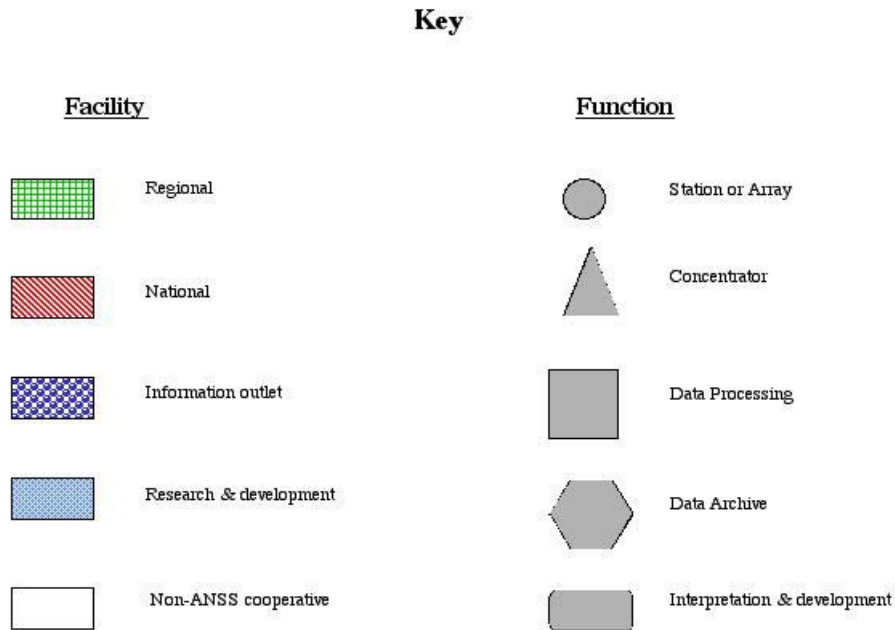 Key
Facility
Regional
National
Information outlet
Research & development
Non-ANSS cooperative
Function
Station or Array
Concentrator
Data Processing
Data Archive
Interpretation & development